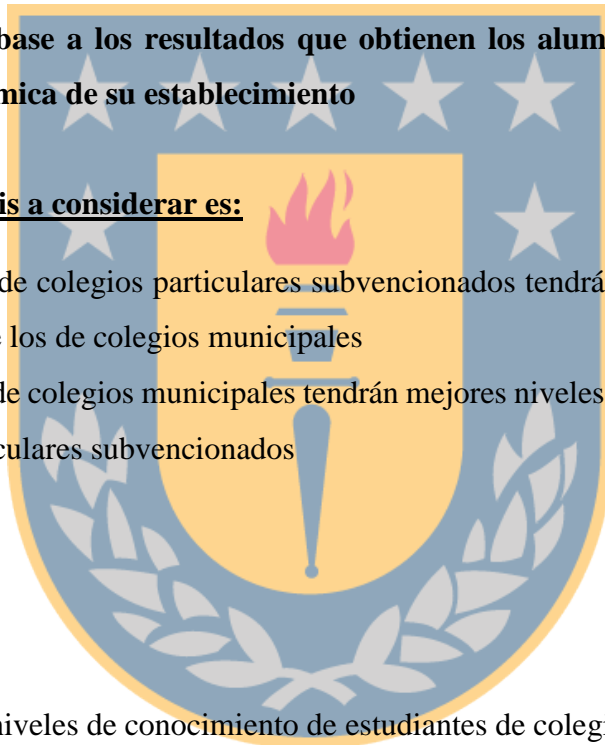 base a los resultados que obtienen los alum
mica de su establecimiento
is a considerar es:
de colegios particulares subvencionados tendrá
los de colegios municipales
de colegios municipales tendrán mejores niveles
culares subvencionados
niveles de conocimiento de estudiantes de colegi